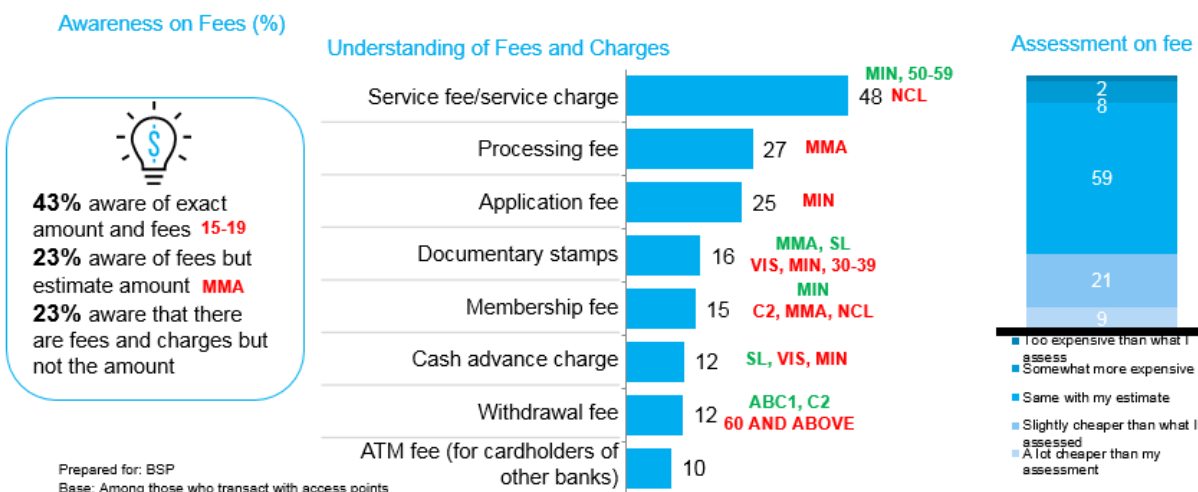 Awareness on Fees (%)
$
43% aware of exact
amount and fees 15-19
23% aware of fees but
estimate amount MMA
23% aware that there
are fees and charges but
not the amount
Prepared for: BSP
Base: Among those who transact with access points
Understanding of Fees and Charges
Service fee/service charge 48 MIN, 50-59
NCL
Processing fee 27 MMA
Application fee 25 MIN
Documentary stamps 16 MMA, SL
VIS, MIN, 30-39
Membership fee 15 MIN
C2, MMA, NCL
Cash advance charge 12 SL, VIS, MIN
Withdrawal fee 12 ABC1, C2
60 AND ABOVE
ATM fee (for cardholders of
other banks) 10
Assessment on fee
2
8
59
21
9
Too expensive than what I
assess
Somewhat more expensive
Same with my estimate
Slightly cheaper than what I
assessed
A lot cheaper than my
assessment